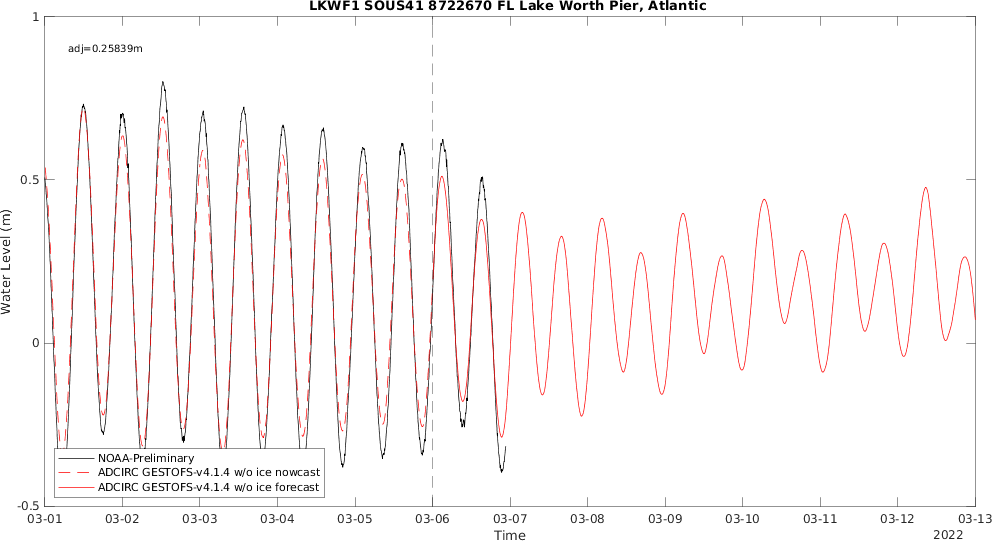 LKWF1 SOUS41 8722670 FL Lake Worth Pier, Atlantic
adj=0.25839m
1
0.5
0
-0.5
Water Level (m)
NOAA-Preliminary
ADCIRC GESTOFS-v4.1.4 w/o ice nowcast
ADCIRC GESTOFS-v4.1.4 w/o ice forecast
03-01 03-02 03-03 03-04 03-05 03-06 03-07 03-08 03-09 03-10 03-11 03-12 03-13
Time
2022